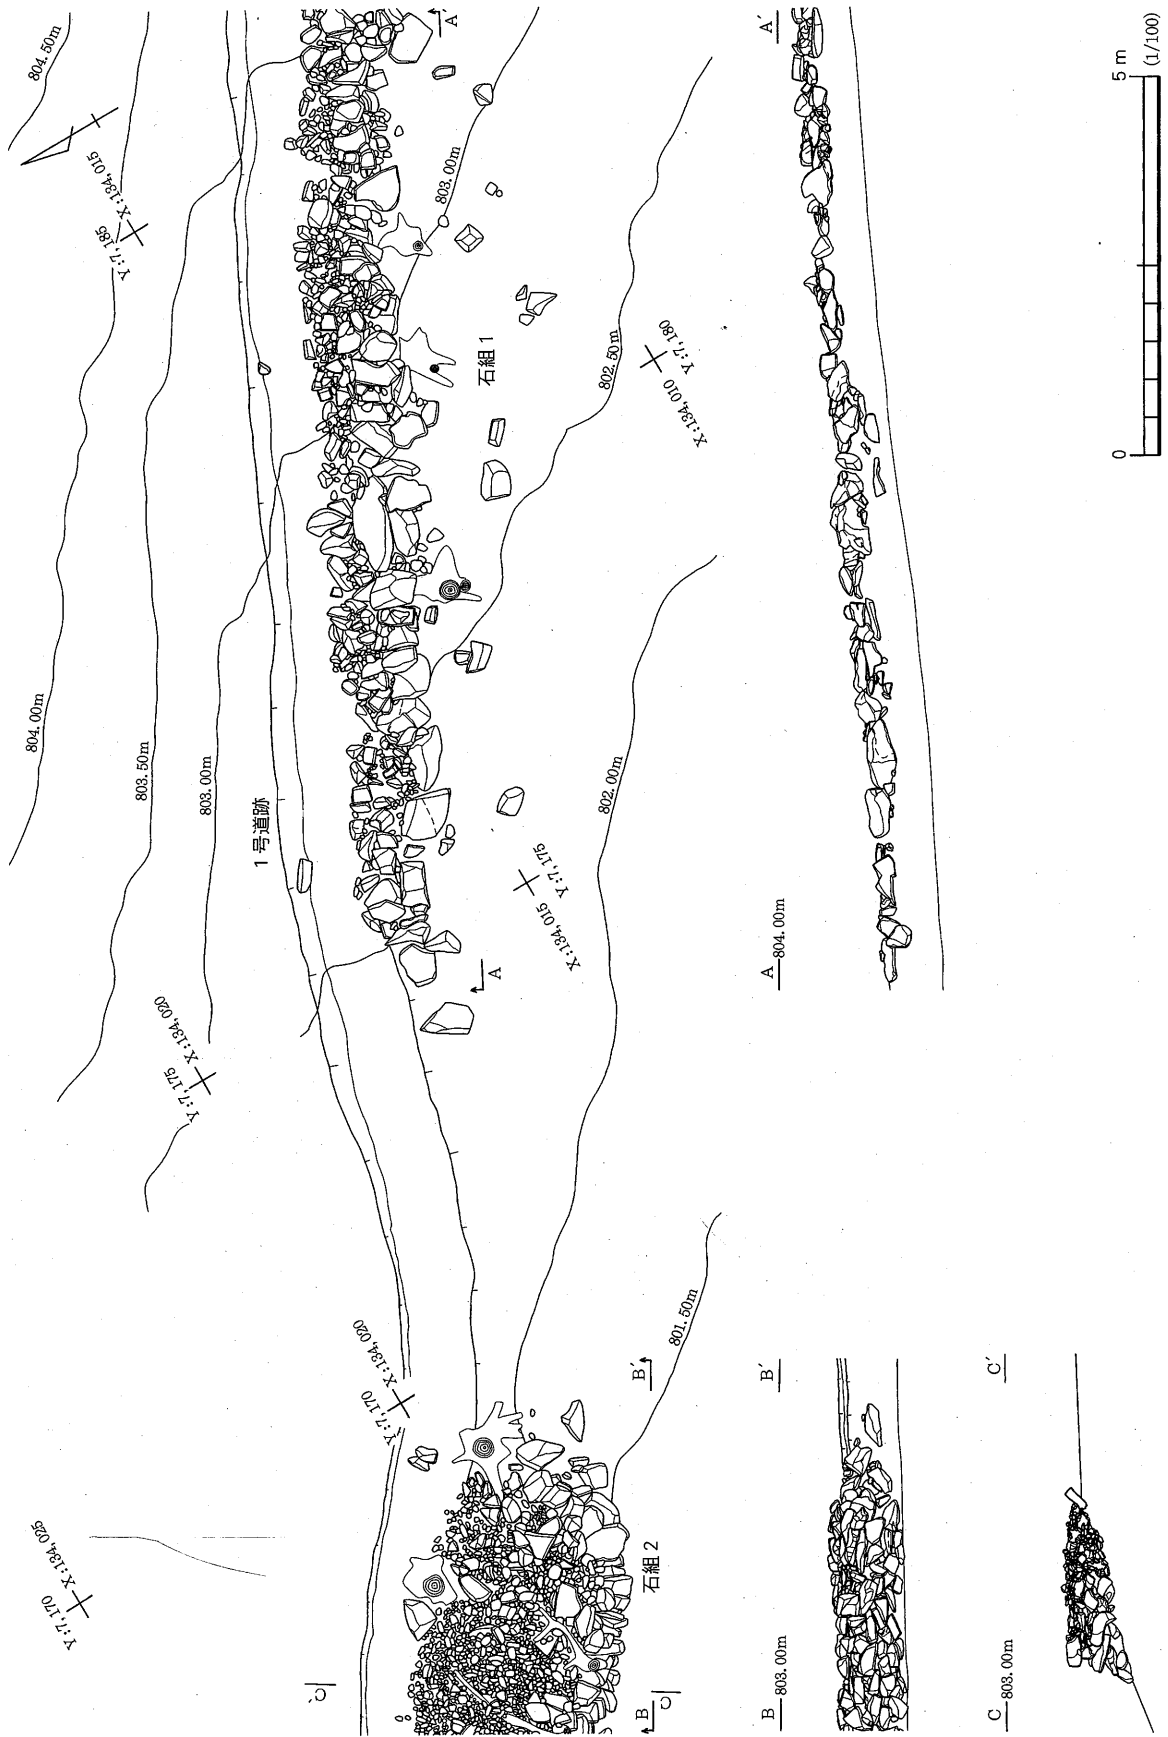 804.50m
Y:7,185 X:134,015
804.00m
803.50m
803.00m
1号道跡
Y:7,175 X:134,020
Y:7,170 X:134,020
Y:7,170 X:134,025
A′
803.00m
石組1
802.50m
X:134,010 Y:7,180
802.00m
X:134,015 Y:7,175
A
801.50m
B′
石組2
B
C
C′
A 804.00m
A′
B 803.00m
B′
C 803.00m
C′
0
5m
(1/100)